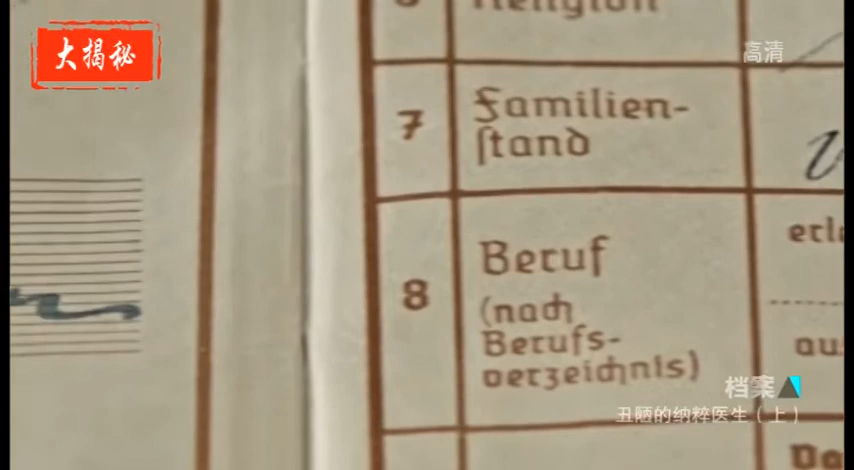 大揭秘
高清
Religion
7
Familien-
stand
8
Beruf
(nach
Berufs-
verzeichnis)
档案
丑陋的纳粹医生（上）